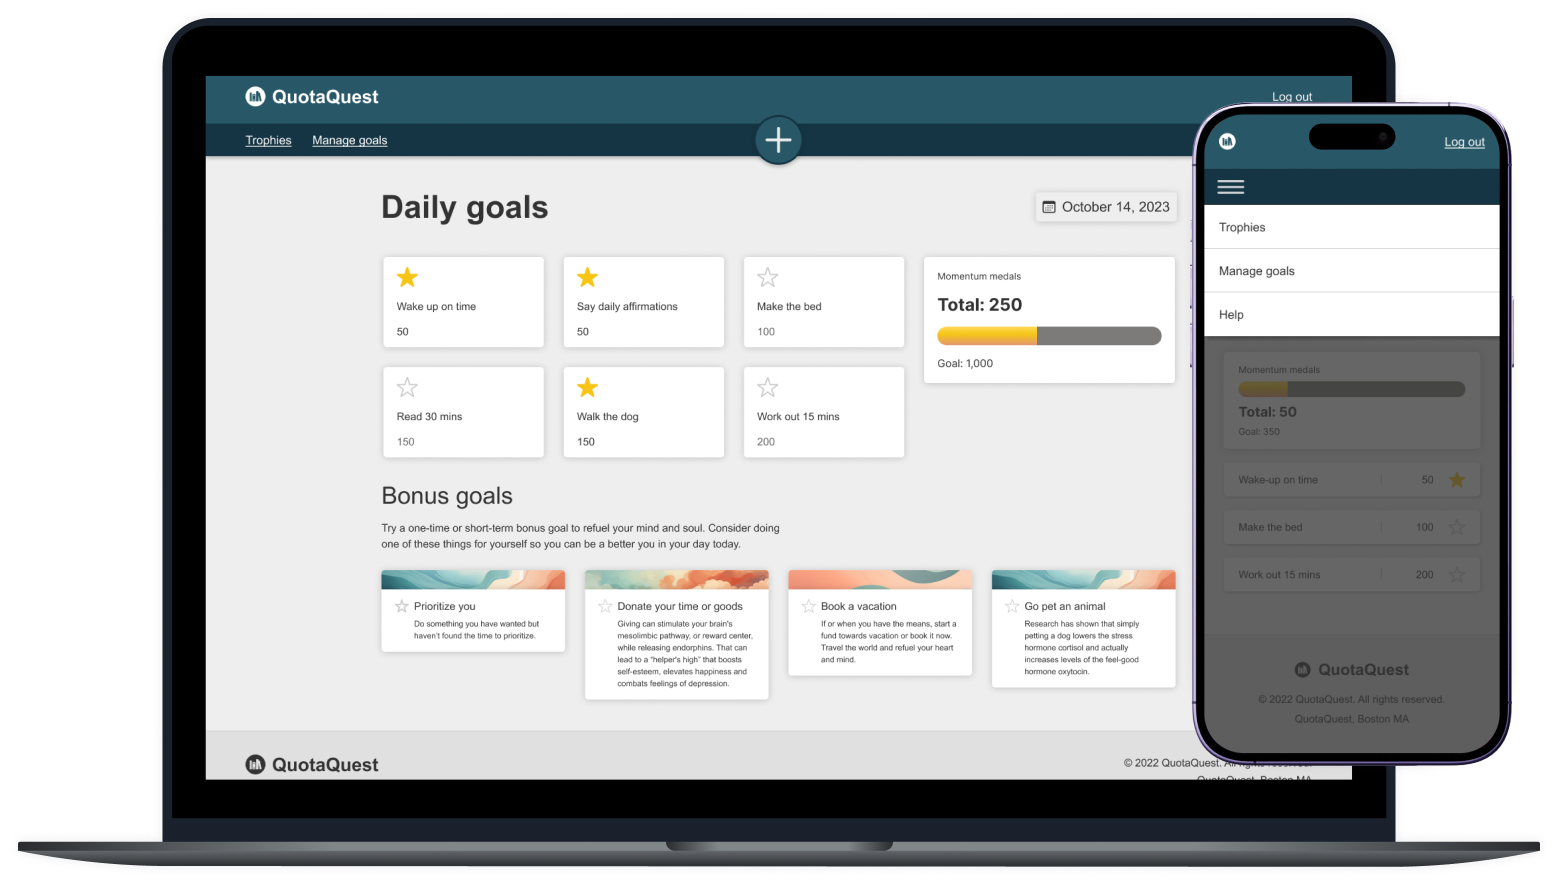 QuotaQuest
Log out
Trophies
Manage goals
Daily goals
October 14, 2023
Wake up on time
50
Say daily affirmations
50
Make the bed
100
Momentum medals
Total: 250
Goal: 1,000
Read 30 mins
150
Walk the dog
150
Work out 15 mins
200
Bonus goals
Try a one-time or short-term bonus goal to refuel your mind and soul. Consider doing
one of these things for yourself so you can be a better you in your day today.
Prioritize you
Do something you have wanted but
haven't found the time to prioritize.
Donate your time or goods
Giving can stimulate your brain's
mesolimbic pathway, or reward center,
while releasing endorphins. That can
lead to a "helper's high" that boosts
self-esteem, elevates happiness and
combats feelings of depression.
Book a vacation
If or when you have the means, start a
fund towards vacation or book it now.
Travel the world and refuel your heart
and mind.
Go pet an animal
Research has shown that simply
petting a dog lowers the stress
hormone cortisol and actually
increases levels of the feel-good
hormone oxytocin.
QuotaQuest
© 2022 QuotaQuest. All rights reserved.
QuotaQuest, Boston MA
Log out
Trophies
Manage goals
Help
Momentum medals
Total: 50
Goal: 350
Wake-up on time
50
Make the bed
100
Work out 15 mins
200
QuotaQuest
© 2022 QuotaQuest. All rights reserved.
QuotaQuest, Boston MA